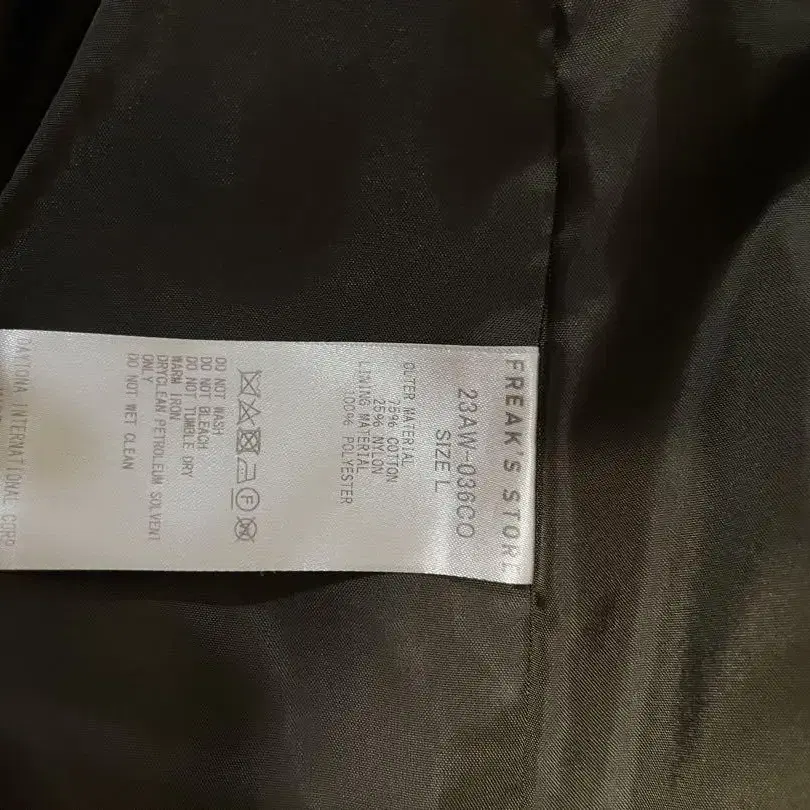 FREAK'S STORE
23AW-036CO
SIZE L
OUTER MATERIAL
75% COTTON
25% NYLON
LINING MATERIAL
100% POLYESTER
F
W
DO NOT WASH
DO NOT BLEACH
DO NOT TUMBLE DRY
WARM IRON
DRYCLEAN PETROLEUM SOLVENT
ONLY
DO NOT WET CLEAN
DAYTONA INTERNATIONAL CORP